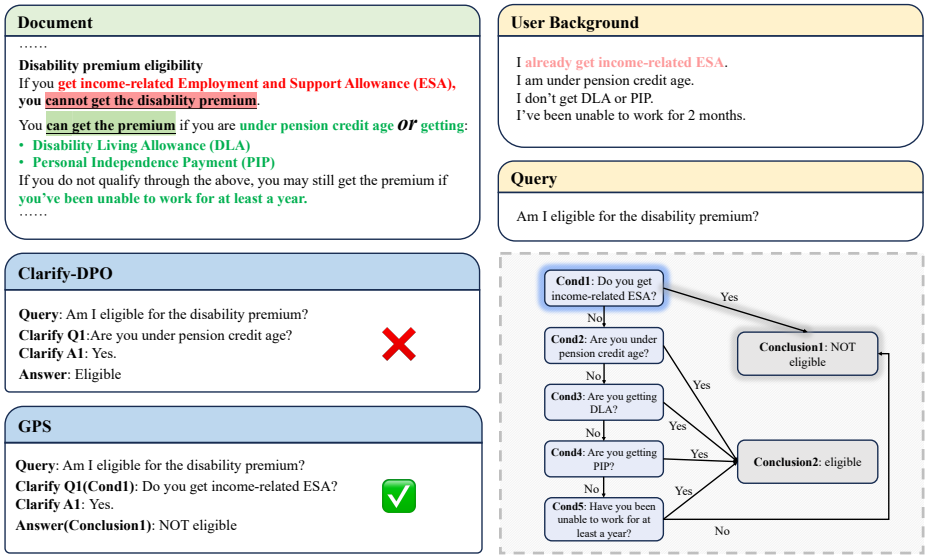 Document
……
Disability premium eligibility
If you get income-related Employment and Support Allowance (ESA),
you cannot get the disability premium.
You can get the premium if you are under pension credit age or getting:
• Disability Living Allowance (DLA)
• Personal Independence Payment (PIP)
If you do not qualify through the above, you may still get the premium if
you've been unable to work for at least a year.
……
User Background
I already get income-related ESA.
I am under pension credit age.
I don't get DLA or PIP.
I've been unable to work for 2 months.
Query
Am I eligible for the disability premium?
Clarify-DPO
Query: Am I eligible for the disability premium?
Clarify Q1:Are you under pension credit age?
Clarify A1: Yes.
Answer: Eligible
GPS
Query: Am I eligible for the disability premium?
Clarify Q1(Cond1): Do you get income-related ESA?
Clarify A1: Yes.
Answer(Conclusion1): NOT eligible
Cond1: Do you get
income-related ESA?
Yes
No
Conclusion1: NOT
eligible
Cond2: Are you under
pension credit age?
Yes
No
Cond3: Are you getting
DLA?
Yes
No
Cond4: Are you getting
PIP?
Yes
Conclusion2: eligible
No
Yes
Cond5: Have you been
unable to work for at
least a year?
No